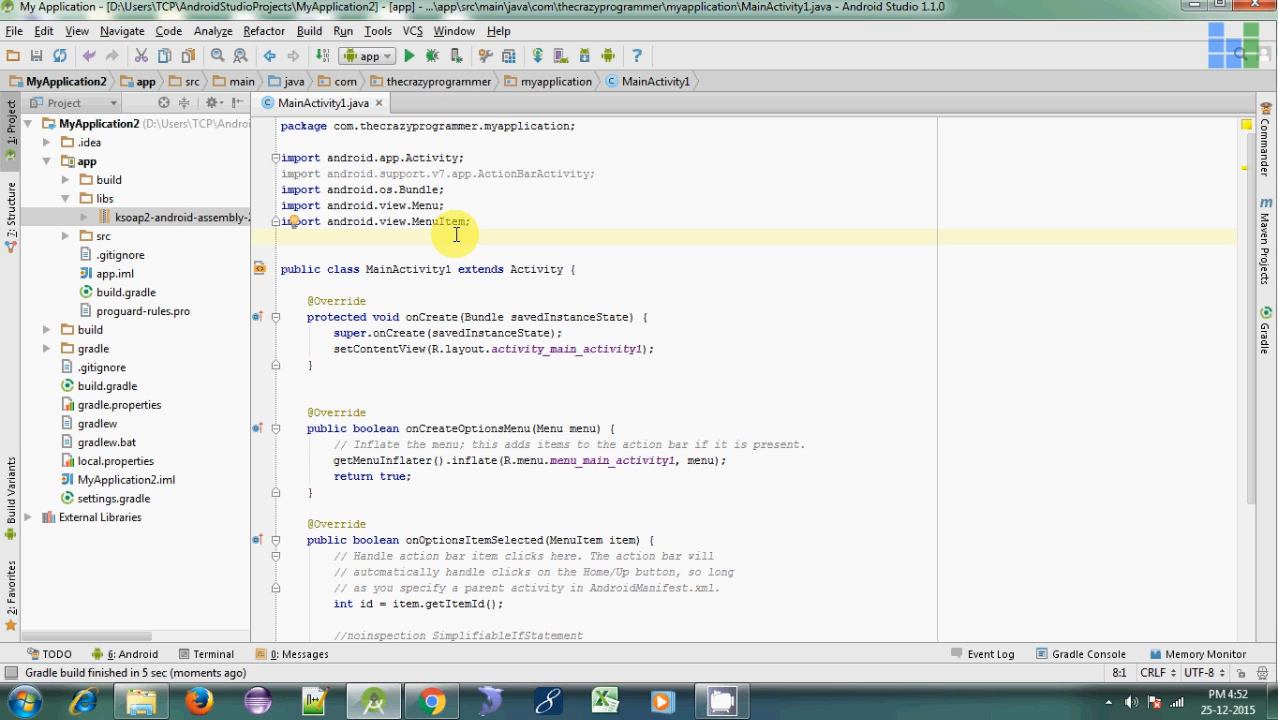 My Application - [D:\Users\TCP\AndroidStudioProjects\MyApplication2] - [app] - ...\app\src\main\java\com\thecrazyprogrammer\myapplication\MainActivity1.java - Android Studio 1.1.0
File Edit View Navigate Code Analyze Refactor Build Run Tools VCS Window Help
app
MyApplication2 app src main java com thecrazyprogrammer myapplication MainActivity1
Project
MainActivity1.java
1: Project
7: Structure
Build Variants
2: Favorites
MyApplication2 (D:\Users\TCP\Androi
.idea
app
build
libs
ksoap2-android-assembly-2
src
.gitignore
app.iml
build.gradle
proguard-rules.pro
build
gradle
.gitignore
build.gradle
gradle.properties
gradlew
gradlew.bat
local.properties
MyApplication2.iml
settings.gradle
External Libraries
package com.thecrazyprogrammer.myapplication;
import android.app.Activity;
import android.support.v7.app.ActionBarActivity;
import android.os.Bundle;
import android.view.Menu;
import android.view.MenuItem;
public class MainActivity1 extends Activity {
@Override
protected void onCreate(Bundle savedInstanceState) {
super.onCreate(savedInstanceState);
setContentView(R.layout.activity_main_activity1);
}
@Override
public boolean onCreateOptionsMenu(Menu menu) {
// Inflate the menu; this adds items to the action bar if it is present.
getMenuInflater().inflate(R.menu.menu_main_activity1, menu);
return true;
}
@Override
public boolean onOptionsItemSelected(MenuItem item) {
// Handle action bar item clicks here. The action bar will
// automatically handle clicks on the Home/Up button, so long
// as you specify a parent activity in AndroidManifest.xml.
int id = item.getItemId();
//noinspection SimplifiableIfStatement
Commander
Maven Projects
Gradle
TODO 6: Android Terminal 0: Messages Event Log Gradle Console Memory Monitor
Gradle build finished in 5 sec (moments ago) 8:1 CRLF UTF-8
PM 4:52
25-12-2015